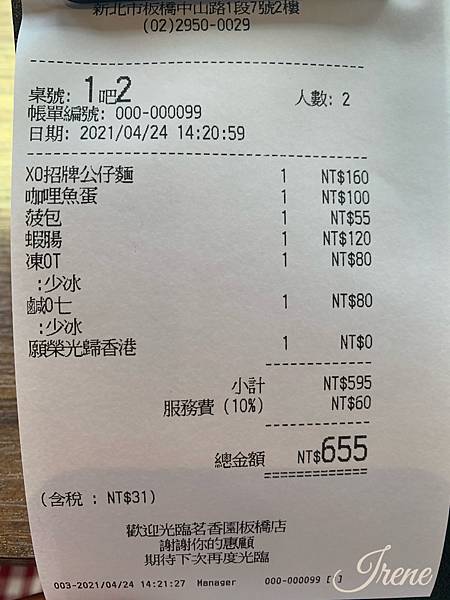 新北市板橋中山路1段7號2樓
(02)2950-0029
桌號: 1吧2 人數: 2
帳單編號: 000-000099
日期: 2021/04/24 14:20:59
XO招牌公仔麵 1 NT$160
咖哩魚蛋 1 NT$100
菠包 1 NT$55
蝦腸 1 NT$120
凍OT 1 NT$80
:少冰
鹹0七 1 NT$80
:少冰
願榮光歸香港 1 NT$0
小計 NT$595
服務費 (10%) NT$60
總金額 NT$655
(含稅 : NT$31)
歡迎光臨茗香園板橋店
謝謝你的惠顧
期待下次再度光臨
003-2021/04/24 14:21:27 Manager 000-000099
Irene